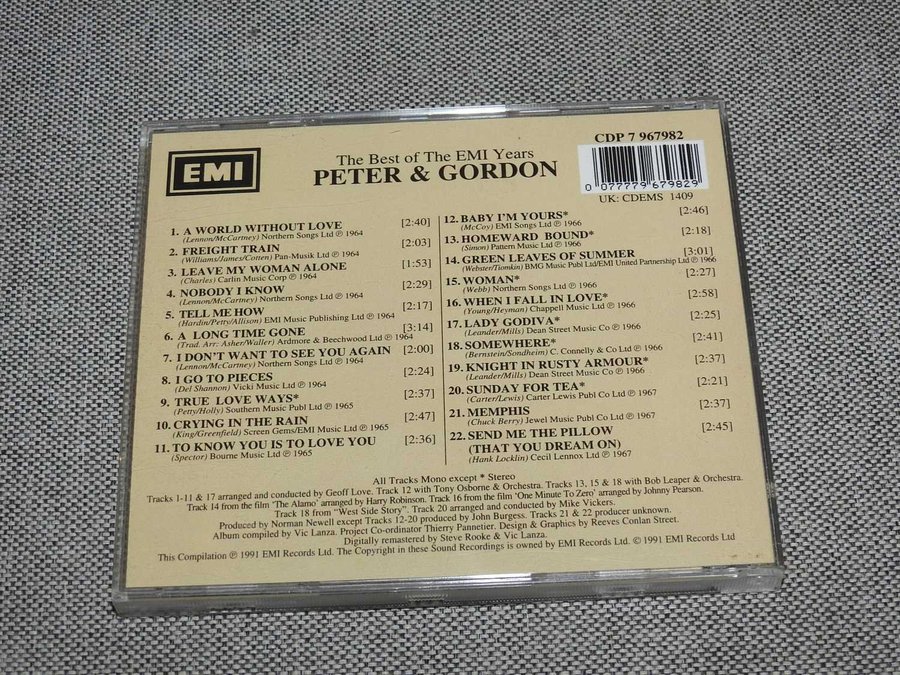 EMI
The Best of The EMI Years
PETER & GORDON
CDP 7 967982
0 077779 679829
UK: CDEMS 1409
1. A WORLD WITHOUT LOVE [2:40]
(Lennon/McCartney) Northern Songs Ltd ℗ 1964
2. FREIGHT TRAIN [2:03]
(Williams/James/Cotten) Pan-Musik Ltd ℗ 1964
3. LEAVE MY WOMAN ALONE [1:53]
(Charles) Carlin Music Corp ℗ 1964
4. NOBODY I KNOW [2:29]
(Lennon/McCartney) Northern Songs Ltd ℗ 1964
5. TELL ME HOW [2:17]
(Hardin/Petty/Allison) EMI Music Publishing Ltd ℗ 1964
6. A LONG TIME GONE [3:14]
(Trad. Arr: Asher/Waller) Ardmore & Beechwood Ltd ℗ 1964
7. I DON'T WANT TO SEE YOU AGAIN [2:00]
(Lennon/McCartney) Northern Songs Ltd ℗ 1964
8. I GO TO PIECES [2:24]
(Del Shannon) Vicki Music Ltd ℗ 1964
9. TRUE LOVE WAYS* [2:37]
(Petty/Holly) Southern Music Publ Ltd ℗ 1965
10. CRYING IN THE RAIN [2:47]
(King/Greenfield) Screen Gems/EMI Music Ltd ℗ 1965
11. TO KNOW YOU IS TO LOVE YOU [2:36]
(Spector) Bourne Music Ltd ℗ 1965
12. BABY I'M YOURS* [2:46]
(McCoy) EMI Songs Ltd ℗ 1966
13. HOMEWARD BOUND* [2:18]
(Simon) Pattern Music Ltd ℗ 1966
14. GREEN LEAVES OF SUMMER [3:01]
(Webster/Tiomkin) BMG Music Publ Ltd/EMI United Partnership Ltd ℗ 1966
15. WOMAN* [2:27]
(Webb) Northern Songs Ltd ℗ 1966
16. WHEN I FALL IN LOVE* [2:58]
(Young/Heyman) Chappell Music Ltd ℗ 1966
17. LADY GODIVA* [2:25]
(Leander/Mills) Dean Street Music Co ℗ 1966
18. SOMEWHERE* [2:41]
(Bernstein/Sondheim) C. Connelly & Co Ltd ℗ 1966
19. KNIGHT IN RUSTY ARMOUR* [2:37]
(Leander/Mills) Dean Street Music Co ℗ 1966
20. SUNDAY FOR TEA* [2:21]
(Carter/Lewis) Carter Lewis Publ Co Ltd ℗ 1967
21. MEMPHIS [2:37]
(Chuck Berry) Jewel Music Publ Co Ltd ℗ 1967
22. SEND ME THE PILLOW [2:45]
(THAT YOU DREAM ON)
(Hank Locklin) Cecil Lennox Ltd ℗ 1967
All Tracks Mono except * Stereo
Tracks 1-11 & 17 arranged and conducted by Geoff Love. Track 12 with Tony Osborne & Orchestra. Tracks 13, 15 & 18 with Bob Leaper & Orchestra.
Track 14 from the film 'The Alamo' arranged by Harry Robinson. Track 16 from the film 'One Minute To Zero' arranged by Johnny Pearson.
Track 18 from "West Side Story". Track 20 arranged and conducted by Mike Vickers.
Produced by Norman Newell except Tracks 12-20 produced by John Burgess. Tracks 21 & 22 producer unknown.
Album compiled by Vic Lanza. Project Co-ordinator Thierry Pannetier. Design & Graphics by Reeves Conlan Street.
Digitally remastered by Steve Rooke & Vic Lanza.
This Compilation ℗ 1991 EMI Records Ltd. The Copyright in these Sound Recordings is owned by EMI Records Ltd. © 1991 EMI Records Ltd